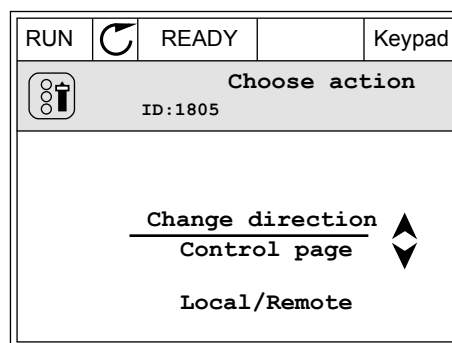 RUN READY Keypad
Choose action
ID:1805
Change direction
Control page
Local/Remote